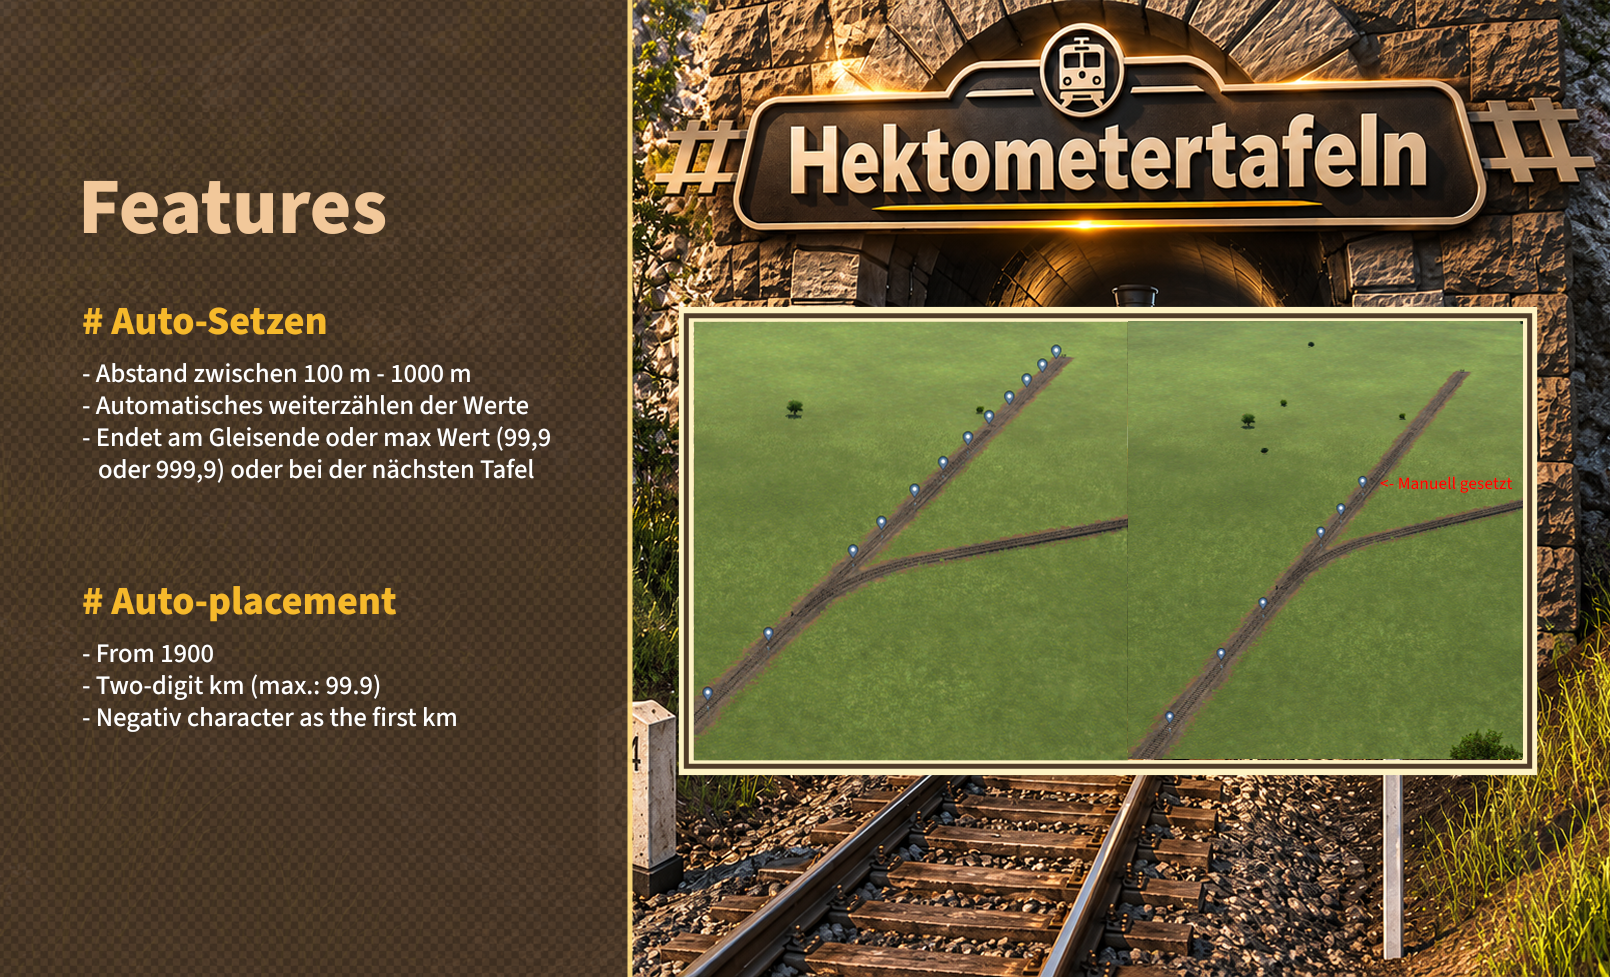 Hektometertafeln
Features
# Auto-Setzen
- Abstand zwischen 100 m - 1000 m
- Automatisches weiterzählen der Werte
- Endet am Gleisende oder max Wert (99,9
oder 999,9) oder bei der nächsten Tafel
# Auto-placement
- From 1900
- Two-digit km (max.: 99.9)
- Negativ character as the first km
<- Manuell gesetzt
4